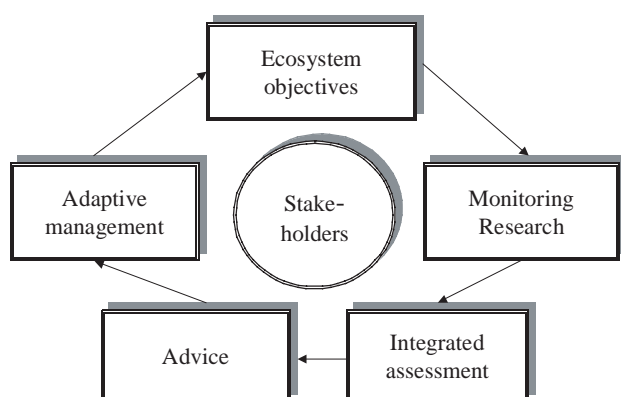 Ecosystem
objectives
Adaptive
management
Stake-
holders
Monitoring
Research
Advice
Integrated
assessment